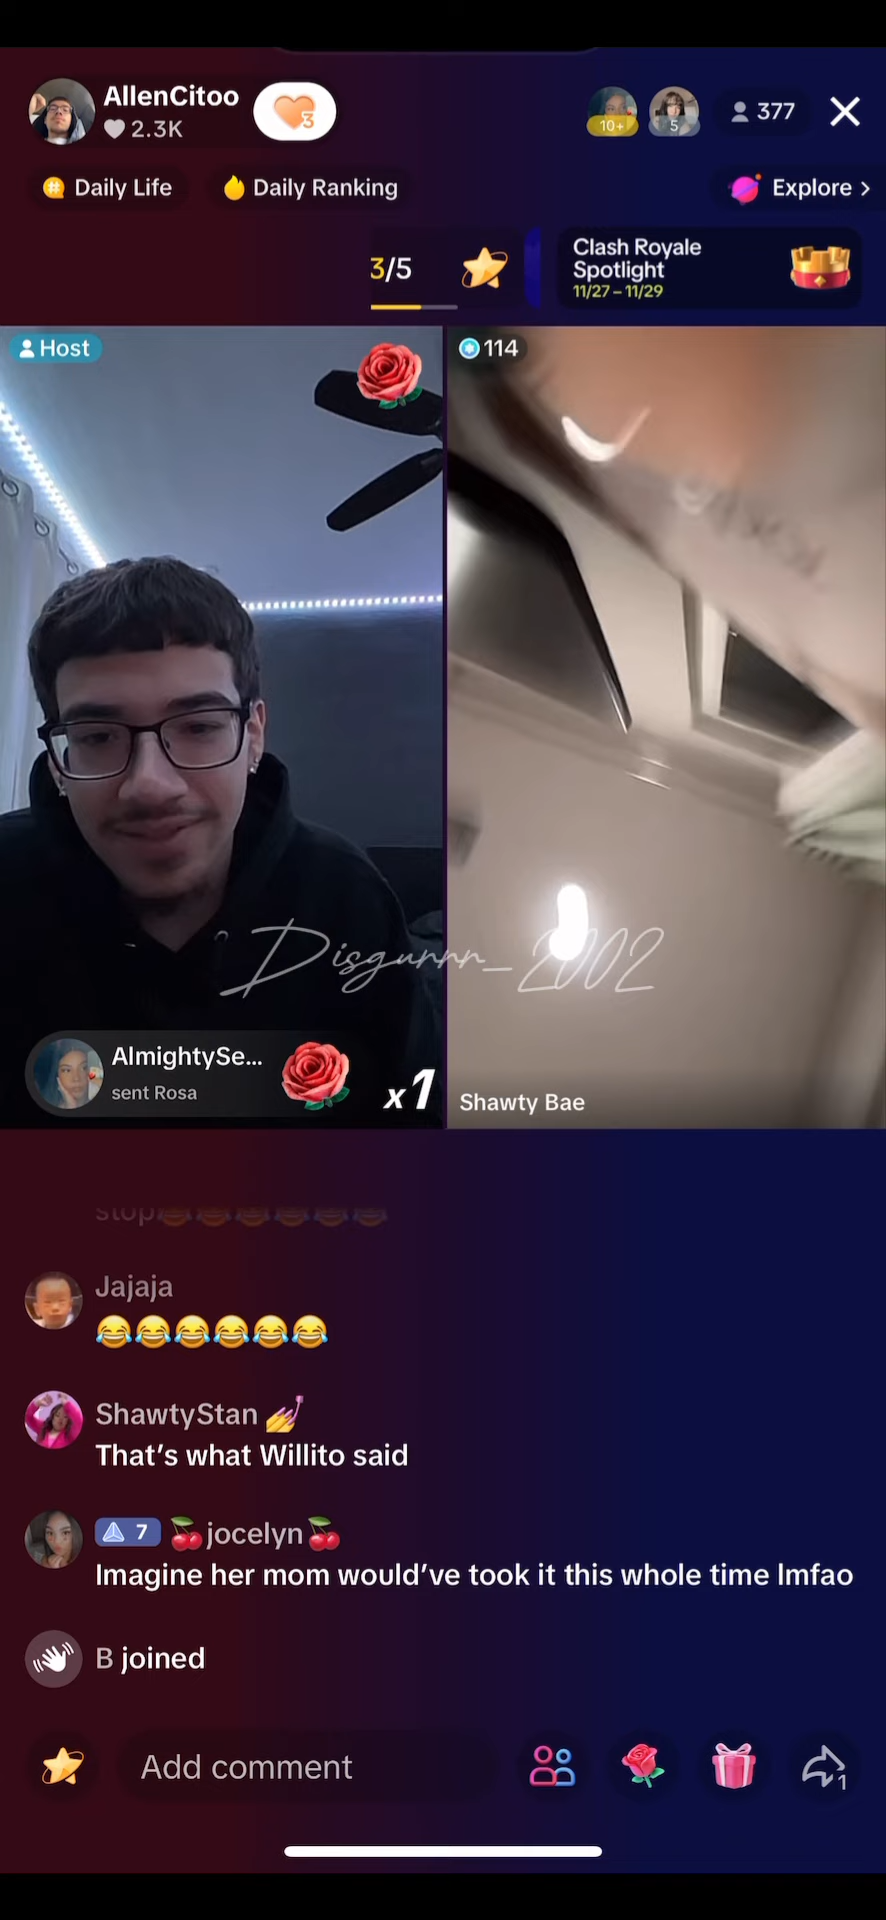 AllenCitoo
2.3K
3
10+
5
377
Daily Life
Daily Ranking
Explore
3/5
Clash Royale
Spotlight
11/27 – 11/29
Host
114
Disgunnn_2002
AlmightySe...
sent Rosa
x1
Shawty Bae
stop😂😂😂😂😂😂
Jajaja
😂😂😂😂😂😂
ShawtyStan 💅
That's what Willito said
7 🍒jocelyn🍒
Imagine her mom would've took it this whole time lmfao
B joined
Add comment
1